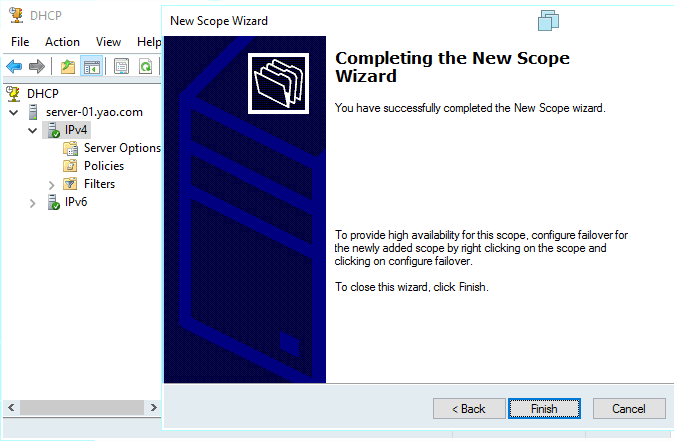 DHCP
File Action View Help
DHCP
server-01.yao.com
IPv4
Server Options
Policies
Filters
IPv6
New Scope Wizard
Completing the New Scope
Wizard
You have successfully completed the New Scope wizard.
To provide high availability for this scope, configure failover for
the newly added scope by right clicking on the scope and
clicking on configure failover.
To close this wizard, click Finish.
< Back Finish Cancel